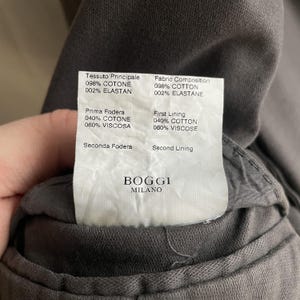 Tessuto Principale Fabric Composition
098% COTONE 098% COTTON
002% ELASTAN 002% ELASTANE
Prima Fodera First Lining
040% COTONE 040% COTTON
060% VISCOSA 060% VISCOSE
Seconda Fodera Second Lining
BOGGI
MILANO